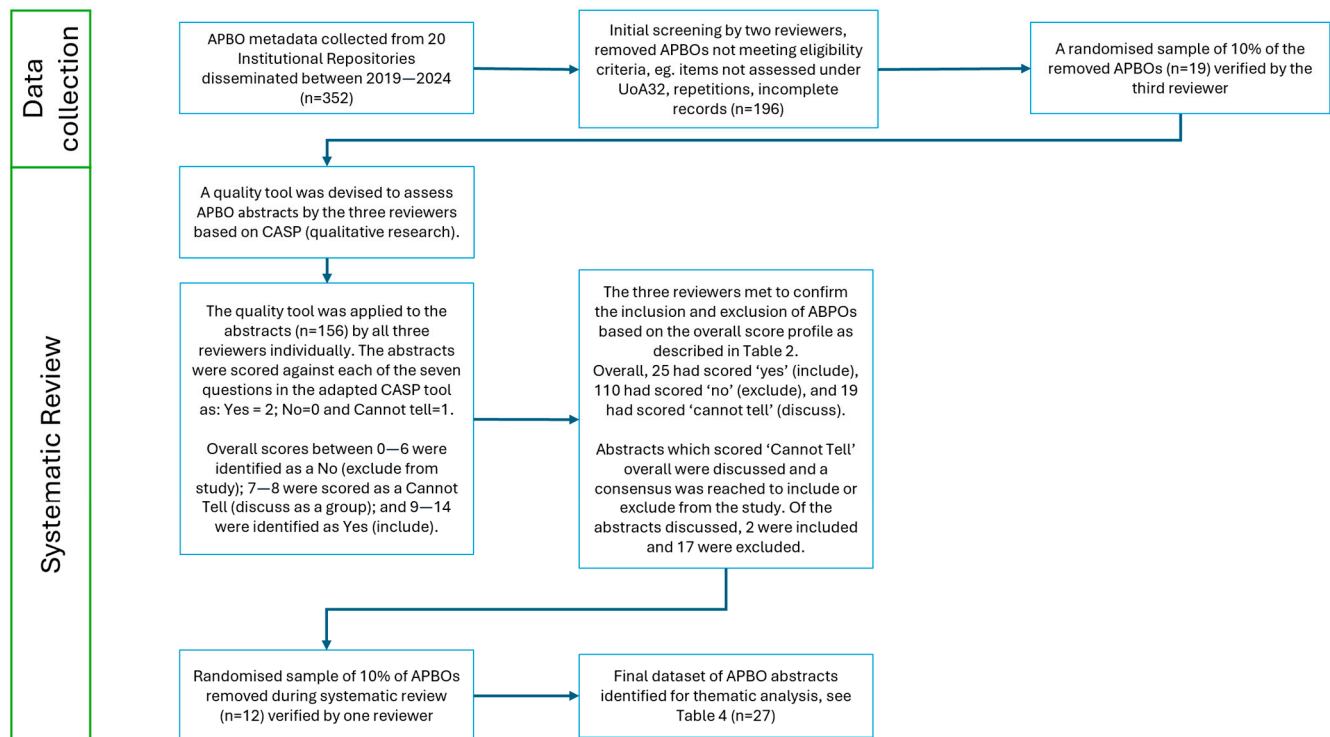 Data
collection
APBO metadata collected from 20
Institutional Repositories
disseminated between 2019—2024
(n=352)
Initial screening by two reviewers,
removed APBOs not meeting eligibility
criteria, eg. items not assessed under
UoA32, repetitions, incomplete
records (n=196)
A randomised sample of 10% of the
removed APBOs (n=19) verified by the
third reviewer
Systematic Review
A quality tool was devised to assess
APBO abstracts by the three reviewers
based on CASP (qualitative research).
The quality tool was applied to the
abstracts (n=156) by all three
reviewers individually. The abstracts
were scored against each of the seven
questions in the adapted CASP tool
as: Yes = 2; No=0 and Cannot tell=1.
Overall scores between 0—6 were
identified as a No (exclude from
study); 7—8 were scored as a Cannot
Tell (discuss as a group); and 9—14
were identified as Yes (include).
The three reviewers met to confirm
the inclusion and exclusion of ABPOs
based on the overall score profile as
described in Table 2.
Overall, 25 had scored ‘yes’ (include),
110 had scored ‘no’ (exclude), and 19
had scored ‘cannot tell’ (discuss).
Abstracts which scored ‘Cannot Tell’
overall were discussed and a
consensus was reached to include or
exclude from the study. Of the
abstracts discussed, 2 were included
and 17 were excluded.
Randomised sample of 10% of APBOs
removed during systematic review
(n=12) verified by one reviewer
Final dataset of APBO abstracts
identified for thematic analysis, see
Table 4 (n=27)